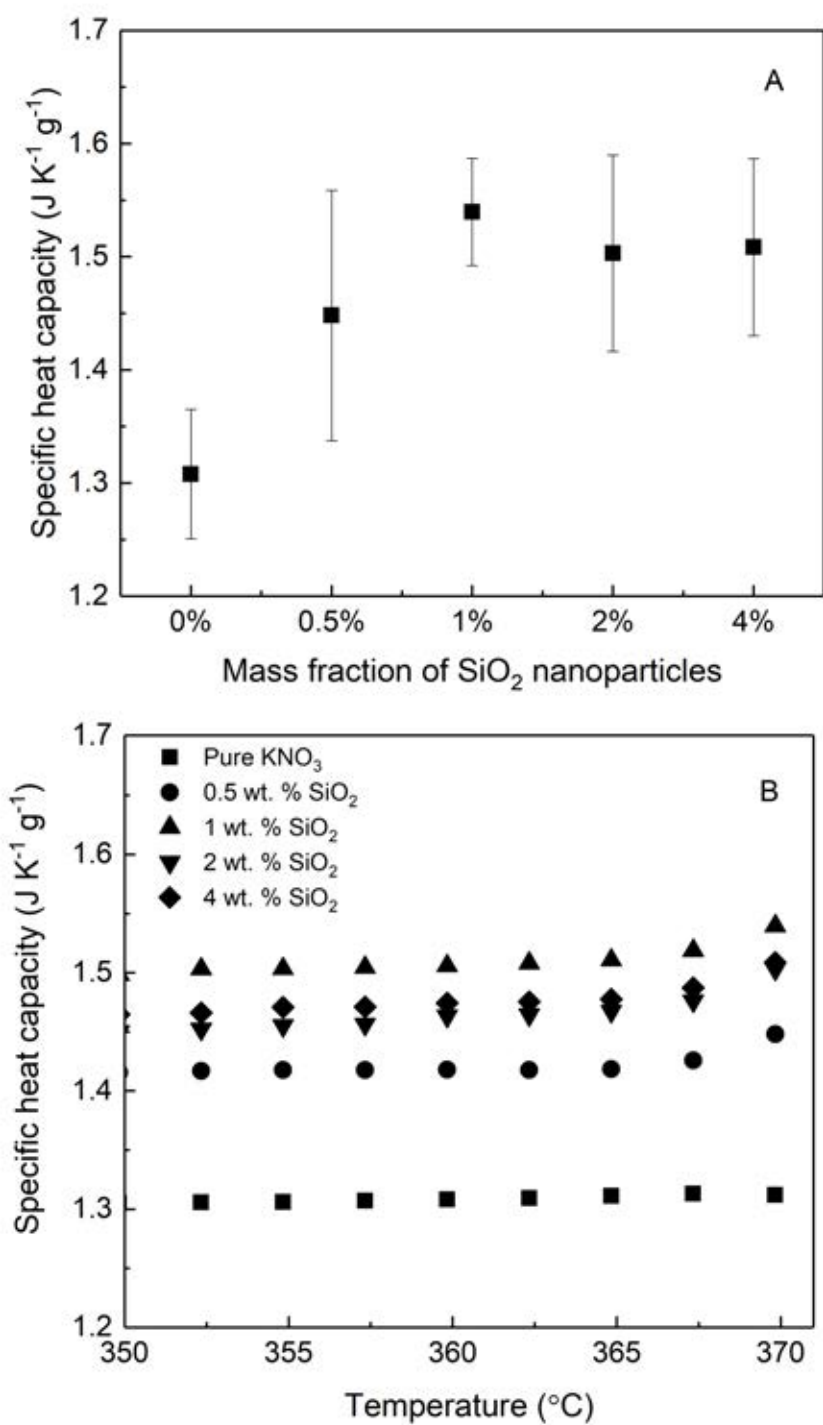 1.7
A
1.6
1.5
1.4
1.3
1.2
Specific heat capacity (J K⁻¹ g⁻¹)
0% 0.5% 1% 2% 4%
Mass fraction of SiO₂ nanoparticles
1.7
Pure KNO₃
B
0.5 wt. % SiO₂
1 wt. % SiO₂
2 wt. % SiO₂
4 wt. % SiO₂
1.6
1.5
1.4
1.3
1.2
Specific heat capacity (J K⁻¹ g⁻¹)
350 355 360 365 370
Temperature (°C)